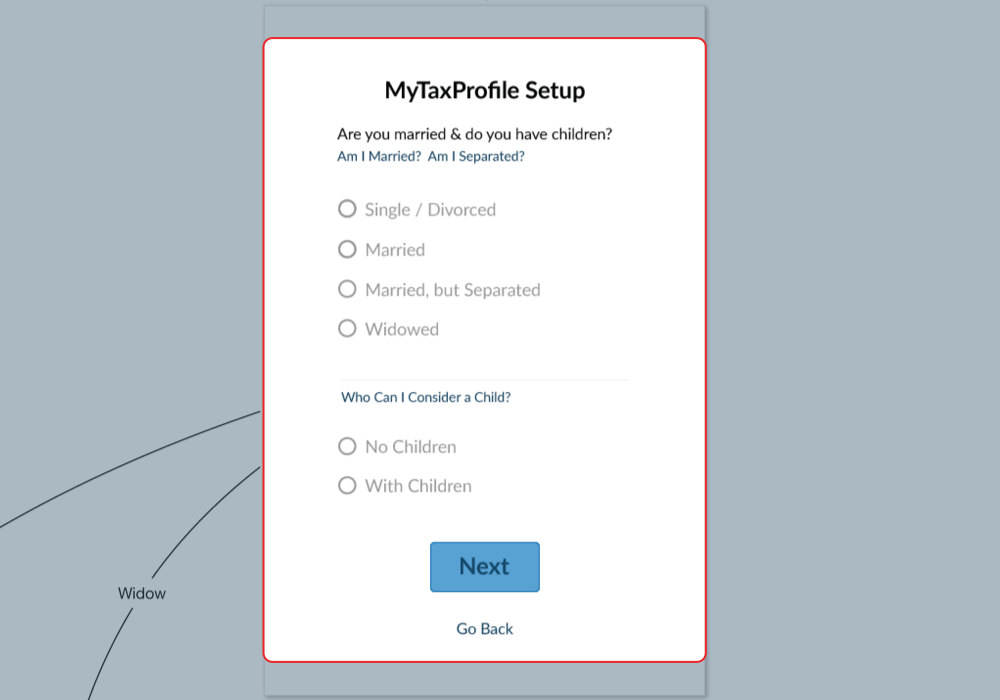 MyTaxProfile Setup
Are you married & do you have children?
Am I Married? Am I Separated?
Single / Divorced
Married
Married, but Separated
Widowed
Who Can I Consider a Child?
No Children
With Children
Next
Go Back
Widow